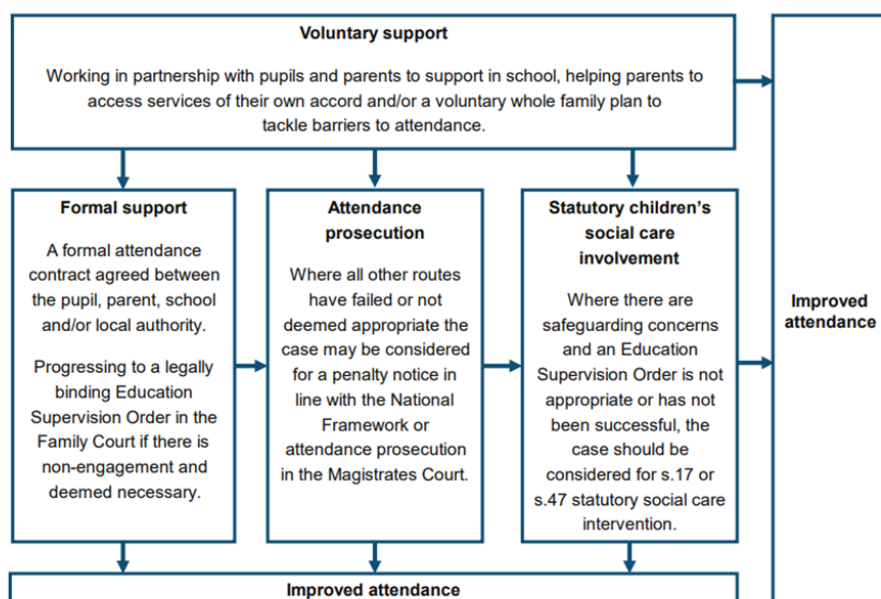 Voluntary support
Working in partnership with pupils and parents to support in school, helping parents to
access services of their own accord and/or a voluntary whole family plan to
tackle barriers to attendance.
Formal support
A formal attendance
contract agreed between
the pupil, parent, school
and/or local authority.
Progressing to a legally
binding Education
Supervision Order in the
Family Court if there is
non-engagement and
deemed necessary.
Attendance
prosecution
Where all other routes
have failed or not
deemed appropriate the
case may be considered
for a penalty notice in
line with the National
Framework or
attendance prosecution
in the Magistrates Court.
Statutory children’s
social care
involvement
Where there are
safeguarding concerns
and an Education
Supervision Order is not
appropriate or has not
been successful, the
case should be
considered for s.17 or
s.47 statutory social care
intervention.
Improved
attendance
Improved attendance